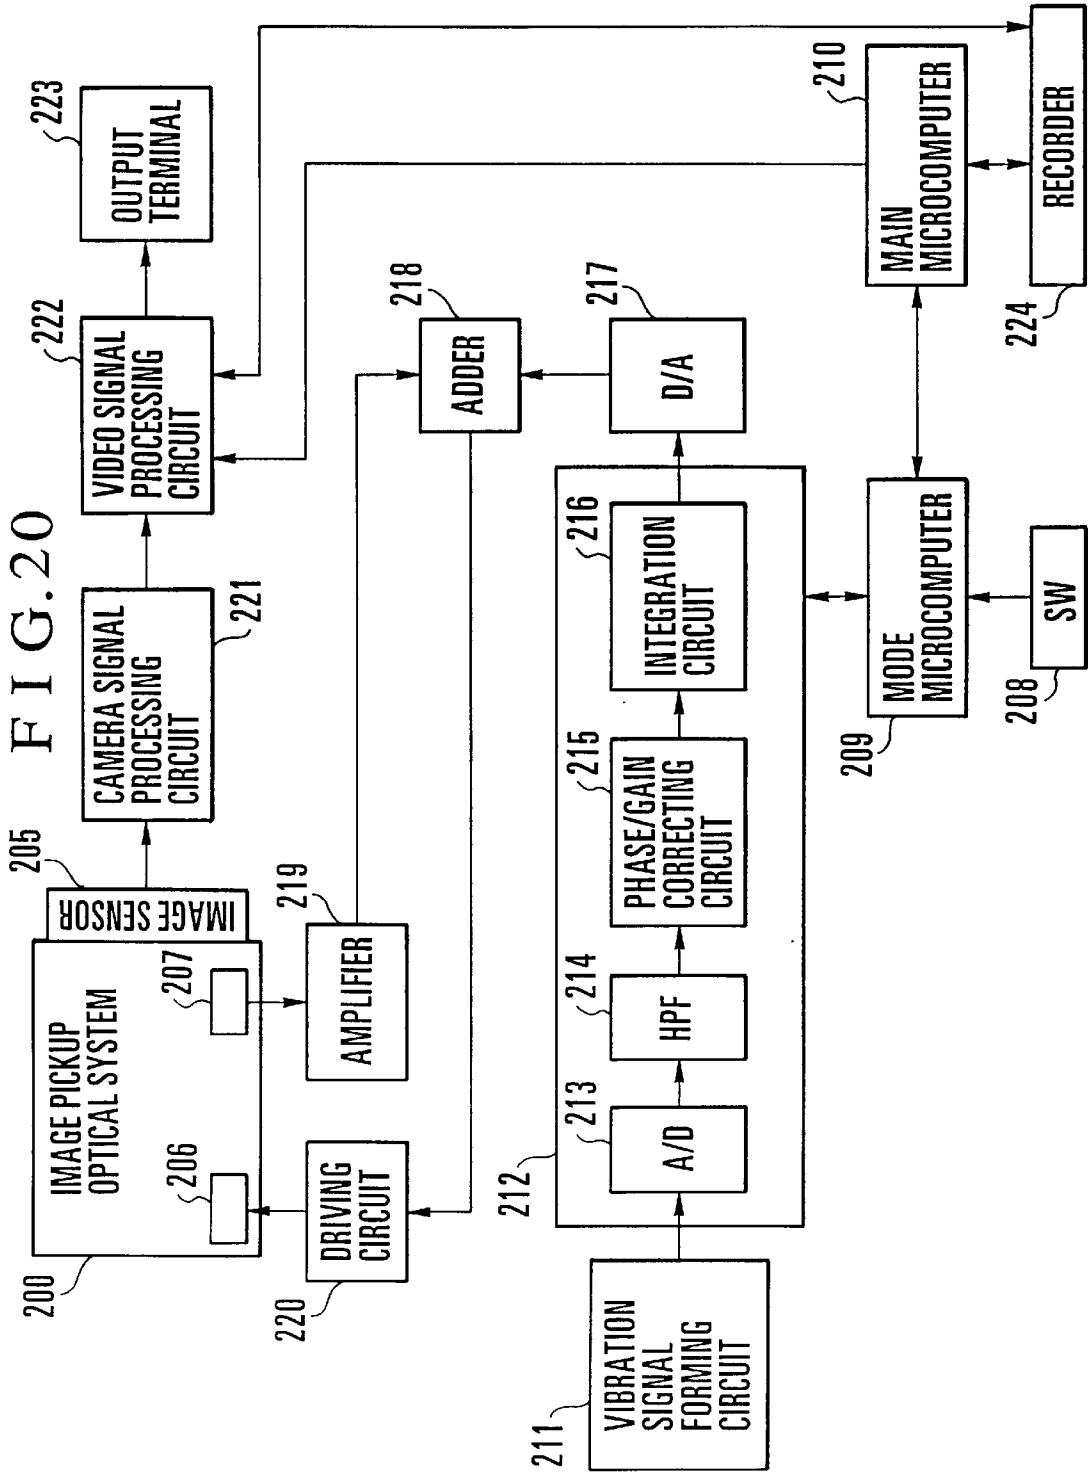 FIG.20
200
IMAGE PICKUP
OPTICAL SYSTEM
206
207
205
IMAGE SENSOR
CAMERA SIGNAL
PROCESSING
CIRCUIT
221
222
VIDEO SIGNAL
PROCESSING
CIRCUIT
223
OUTPUT
TERMINAL
220
DRIVING
CIRCUIT
219
AMPLIFIER
218
ADDER
211
VIBRATION
SIGNAL
FORMING
CIRCUIT
212
213
A/D
214
HPF
215
PHASE/GAIN
CORRECTING
CIRCUIT
216
INTEGRATION
CIRCUIT
217
D/A
209
MODE
MICROCOMPUTER
210
MAIN
MICROCOMPUTER
208
SW
224
RECORDER